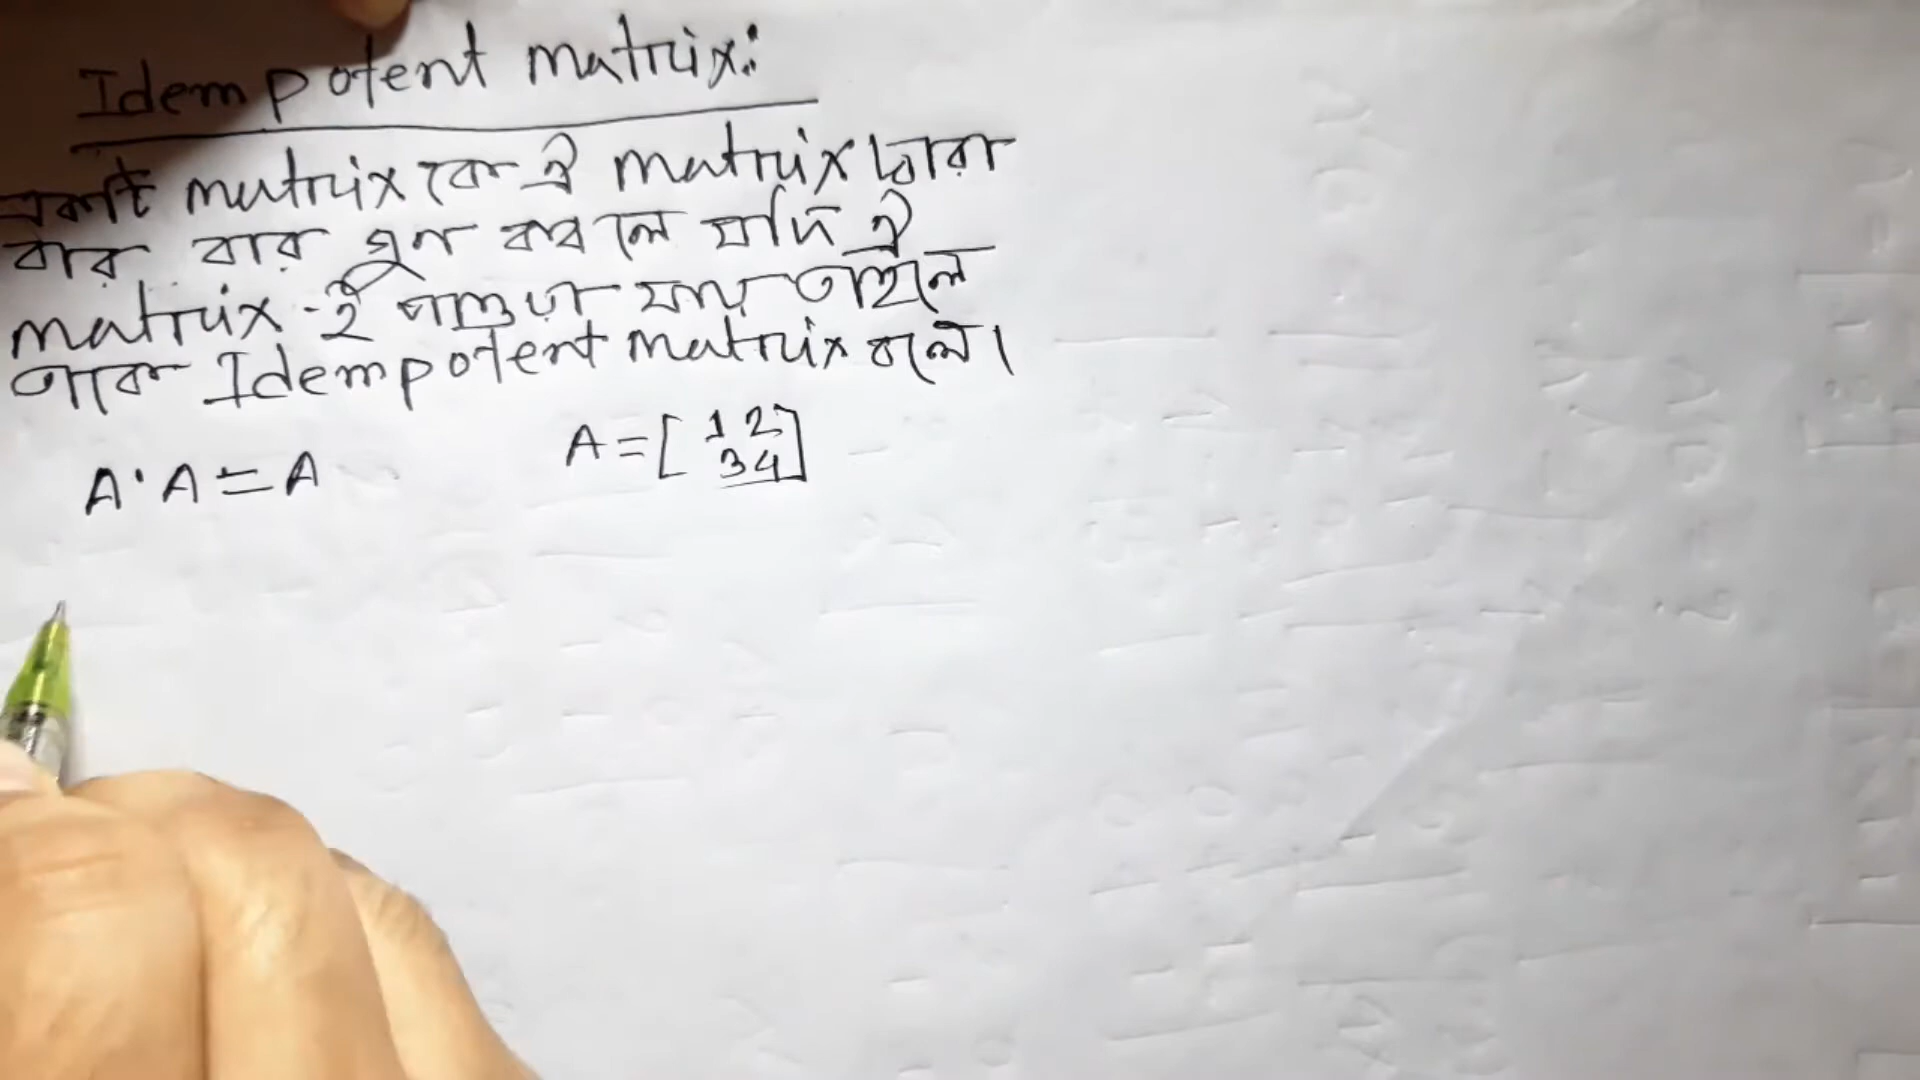 Idempotent matrix:
একটি matrix কে ঐ matrix দ্বারা
বার বার গুণ করলে যদি ঐ
matrix -ই পাওয়া যায় তাহলে
তাকে Idempotent matrix বলে।
A = [ 1 2
3 4 ]
A · A = A